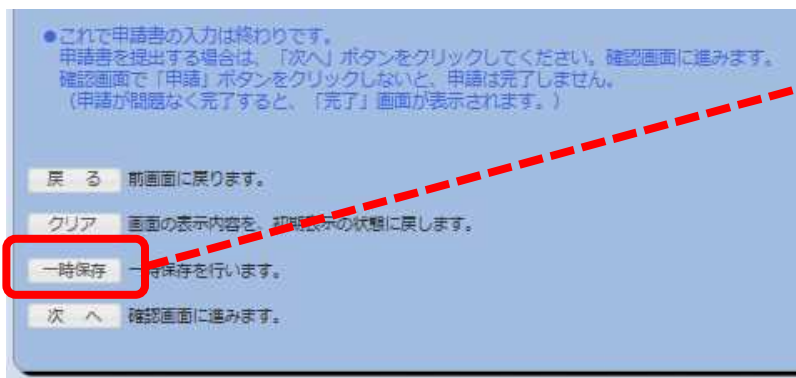 ●これで申請書の入力は終わりです。
申請書を提出する場合は、「次へ」ボタンをクリックしてください。確認画面に進みます。
確認画面で「申請」ボタンをクリックしないと、申請は完了しません。
(申請が問題なく完了すると、「完了」画面が表示されます。)
戻 る 前画面に戻ります。
クリア 画面の表示内容を、初期表示の状態に戻します。
一時保存 一時保存を行います。
次 へ 確認画面に進みます。